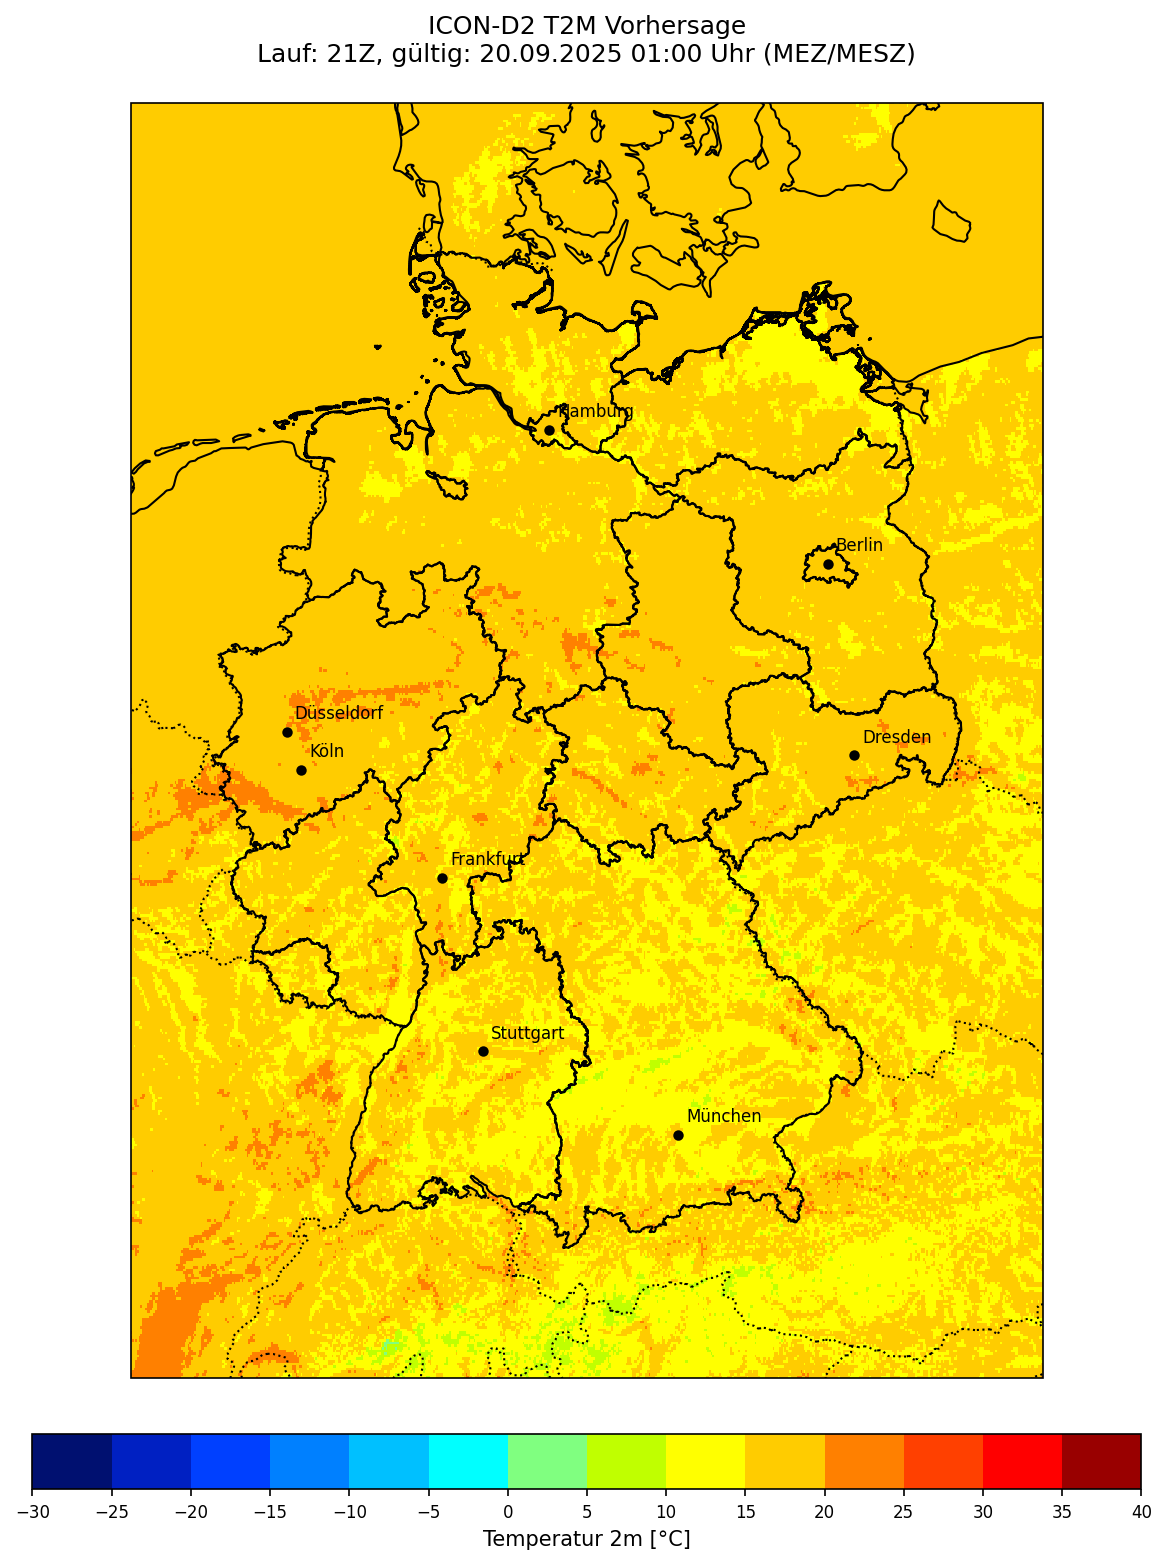 ICON-D2 T2M Vorhersage
Lauf: 21Z, gültig: 20.09.2025 01:00 Uhr (MEZ/MESZ)
Hamburg
Berlin
Düsseldorf
Dresden
Köln
Frankfurt
Stuttgart
München
−30 −25 −20 −15 −10 −5 0 5 10 15 20 25 30 35 40
Temperatur 2m [°C]